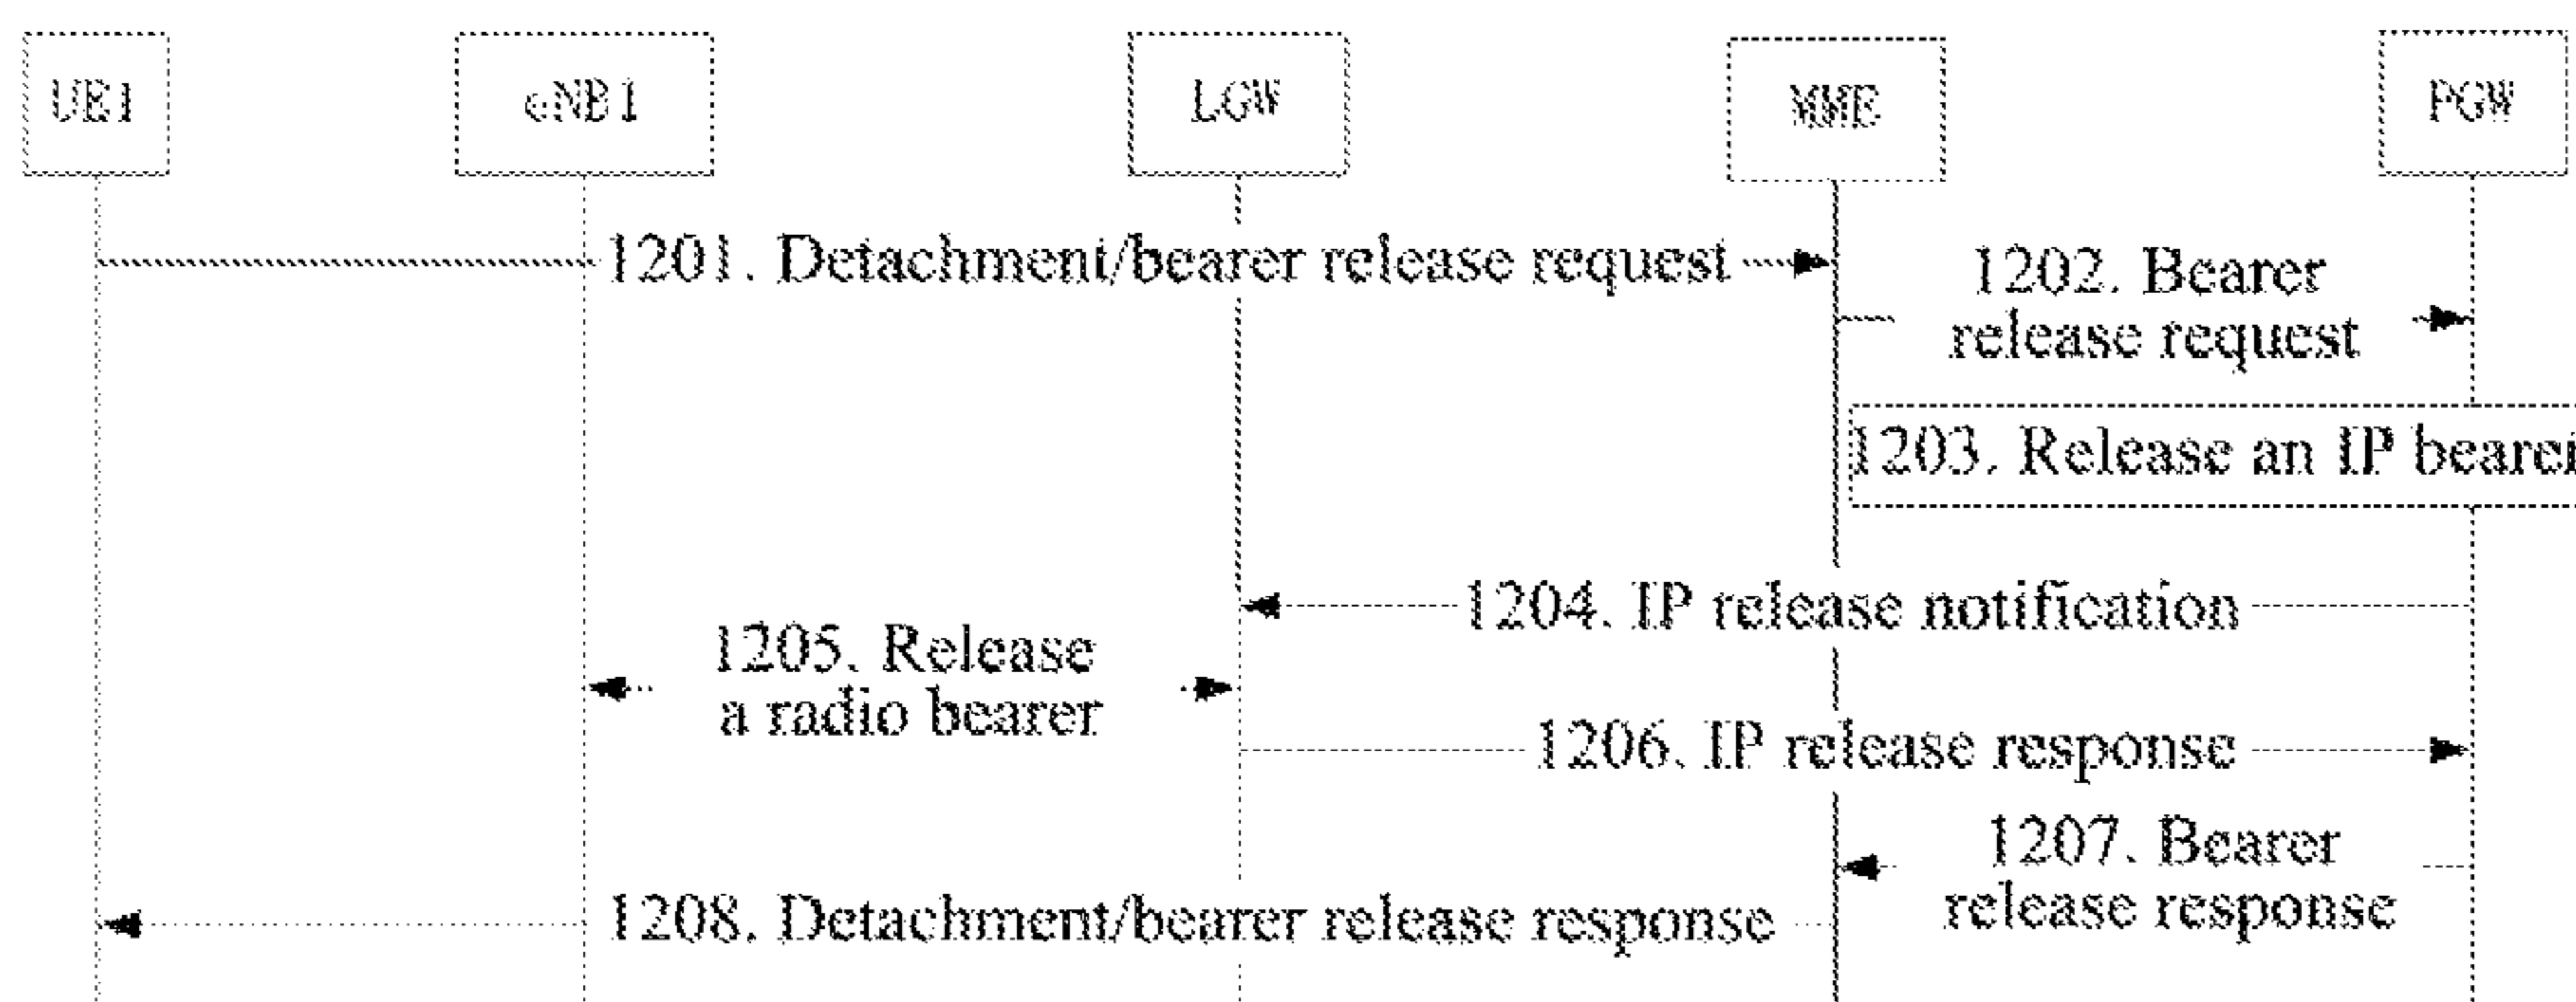 UE1
eNB1
LGW
MME
PGW
1201. Detachment/bearer release request
1202. Bearer
release request
1203. Release an IP bearer
1204. IP release notification
1205. Release
a radio bearer
1206. IP release response
1207. Bearer
release response
1208. Detachment/bearer release response